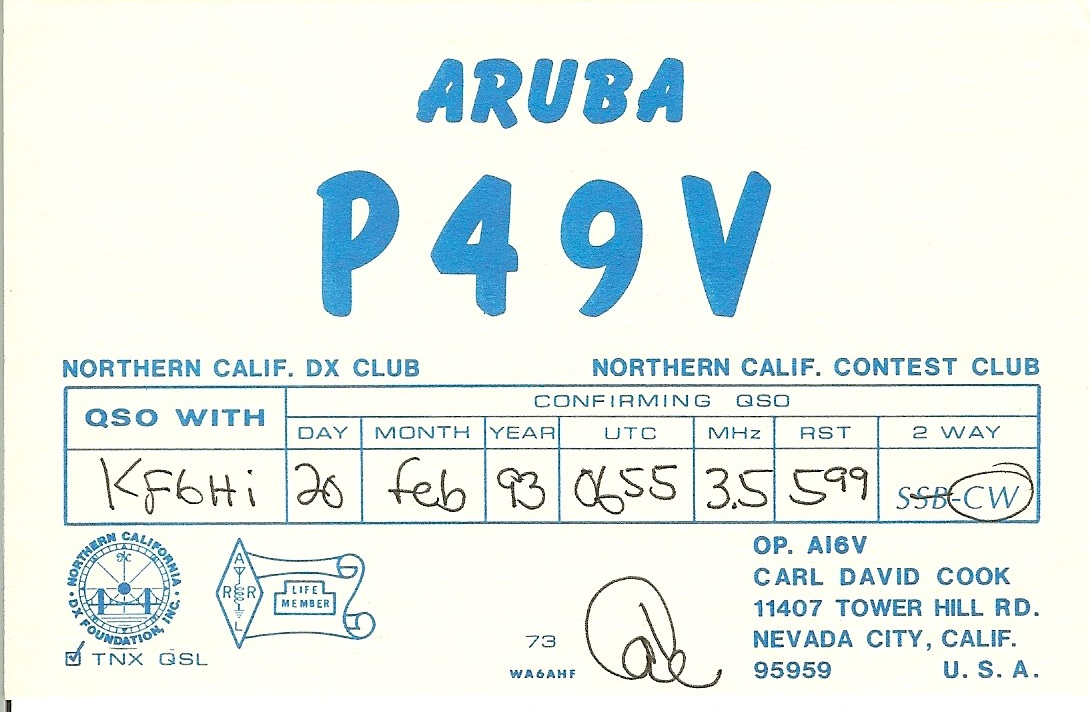 ARUBA
P49V
NORTHERN CALIF. DX CLUB NORTHERN CALIF. CONTEST CLUB
QSO WITH CONFIRMING QSO
DAY MONTH YEAR UTC MHz RST 2 WAY
KF6Hi 20 Feb 93 0655 3.5 599 SSB-CW
NORTHERN CALIFORNIA
DX FOUNDATION, INC.
A
R R
L
LIFE
MEMBER
TNX QSL
73
WA6AHF
OP. AI6V
CARL DAVID COOK
11407 TOWER HILL RD.
NEVADA CITY, CALIF.
95959 U. S. A.